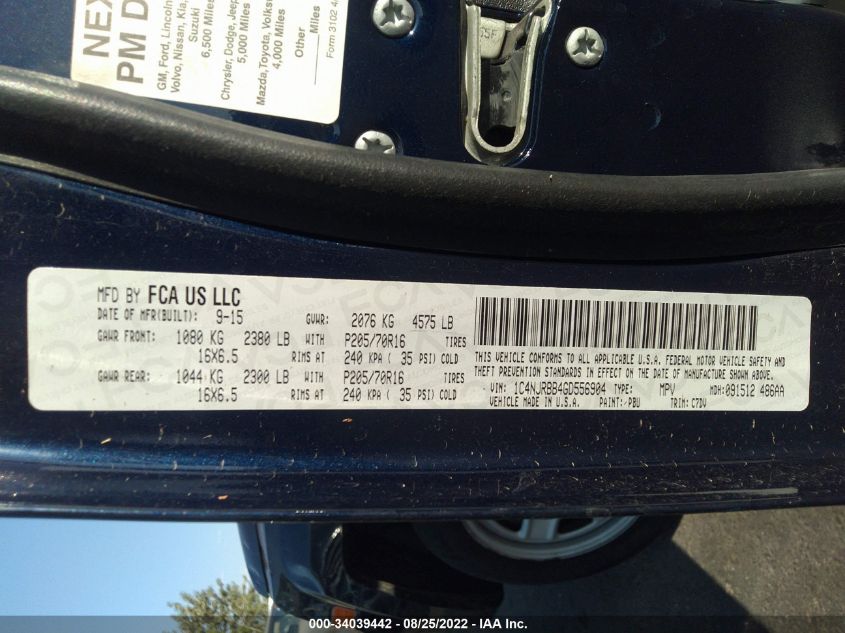 NEX
PM D
GM, Ford, Lincoln
Volvo, Nissan, Kia,
Suzuki
6,500 Miles
Chrysler, Dodge, Jeep
5,000 Miles
Mazda, Toyota, Volksw
4,000 Miles
Other
Miles
Form 3102 4/
MFD BY FCA US LLC
DATE OF MFR(BUILT): 9-15 GVWR: 2076 KG 4575 LB
GAWR FRONT: 1080 KG 2380 LB WITH P205/70R16 TIRES
16X6.5 RIMS AT 240 KPA ( 35 PSI) COLD
GAWR REAR: 1044 KG 2300 LB WITH P205/70R16 TIRES
16X6.5 RIMS AT 240 KPA ( 35 PSI) COLD
THIS VEHICLE CONFORMS TO ALL APPLICABLE U.S.A. FEDERAL MOTOR VEHICLE SAFETY AND
THEFT PREVENTION STANDARDS IN EFFECT ON THE DATE OF MANUFACTURE SHOWN ABOVE.
VIN: 1C4NJRBB4GD556904 TYPE: MPV MDH:091512 486AA
VEHICLE MADE IN U.S.A. PAINT: PBU TRIM: C7DV
000-34039442 - 08/25/2022 - IAA Inc.